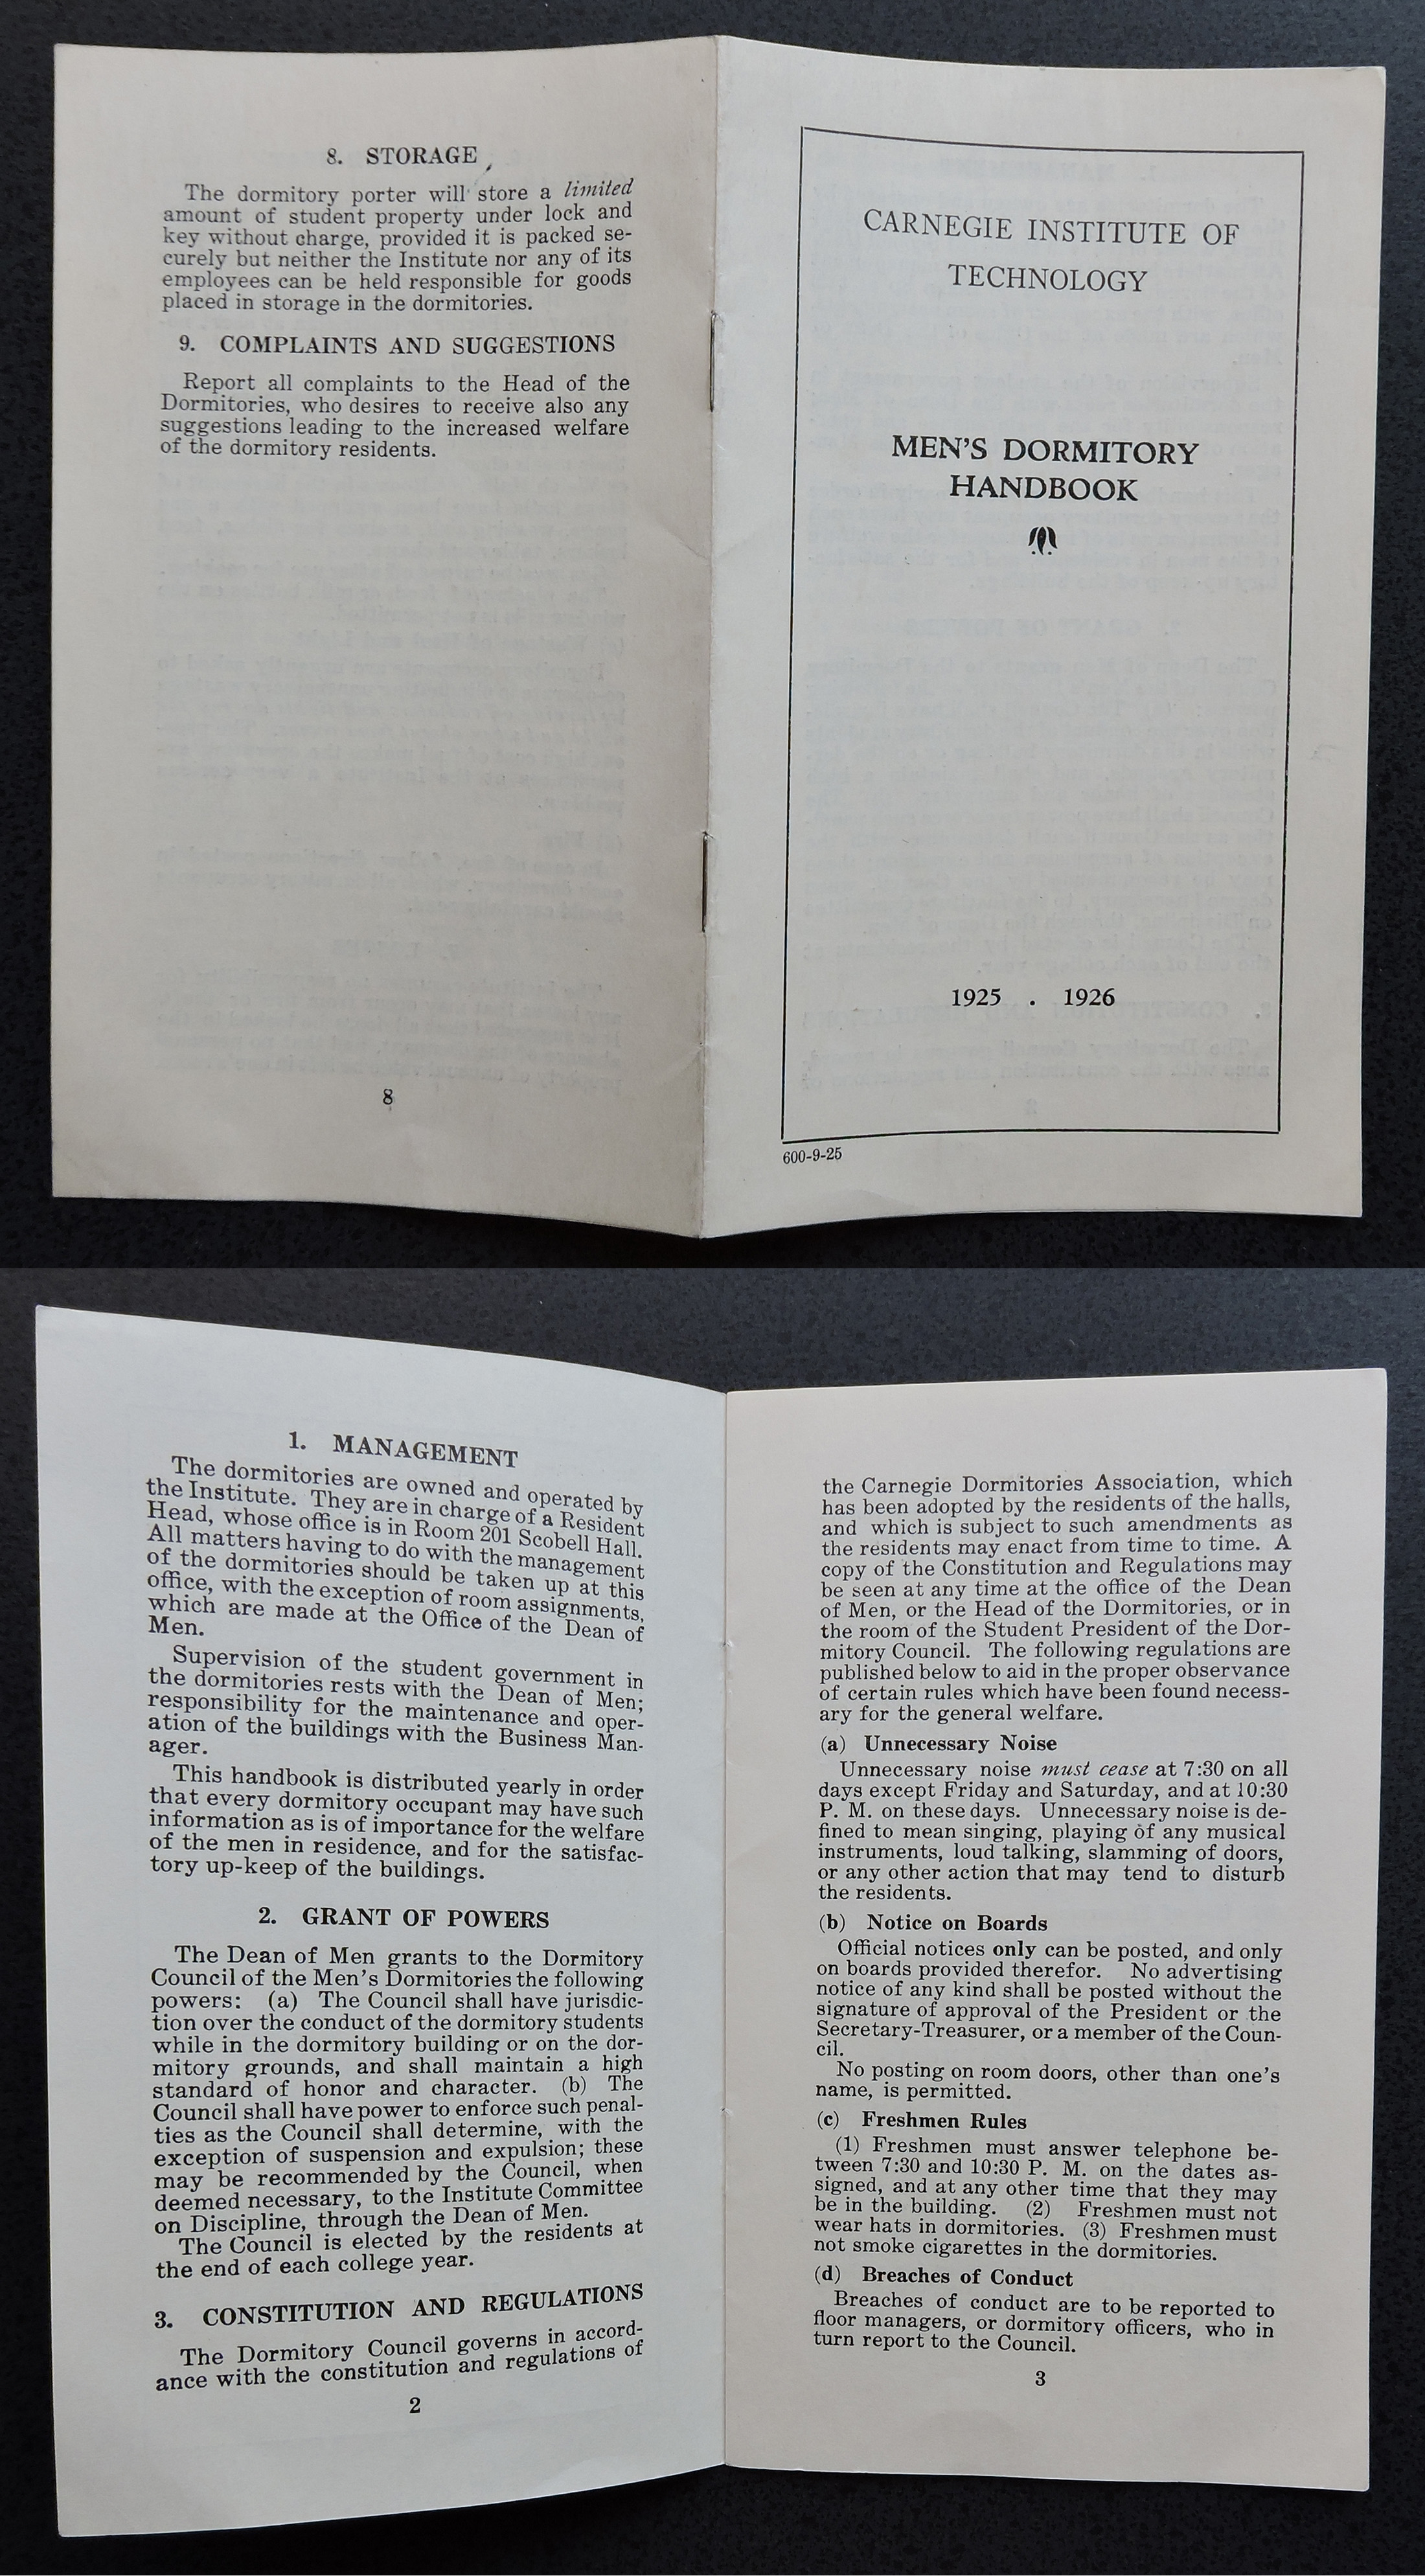 8. STORAGE
The dormitory porter will store a limited
amount of student property under lock and
key without charge, provided it is packed se-
curely but neither the Institute nor any of its
employees can be held responsible for goods
placed in storage in the dormitories.
9. COMPLAINTS AND SUGGESTIONS
Report all complaints to the Head of the
Dormitories, who desires to receive also any
suggestions leading to the increased welfare
of the dormitory residents.
8
CARNEGIE INSTITUTE OF
TECHNOLOGY
MEN'S DORMITORY
HANDBOOK
1925 . 1926
600-9-25
1. MANAGEMENT
The dormitories are owned and operated by
the Institute. They are in charge of a Resident
Head, whose office is in Room 201 Scobell Hall.
All matters having to do with the management
of the dormitories should be taken up at this
office, with the exception of room assignments,
which are made at the Office of the Dean of
Men.
Supervision of the student government in
the dormitories rests with the Dean of Men;
responsibility for the maintenance and oper-
ation of the buildings with the Business Man-
ager.
This handbook is distributed yearly in order
that every dormitory occupant may have such
information as is of importance for the welfare
of the men in residence, and for the satisfac-
tory up-keep of the buildings.
2. GRANT OF POWERS
The Dean of Men grants to the Dormitory
Council of the Men's Dormitories the following
powers: (a) The Council shall have jurisdic-
tion over the conduct of the dormitory students
while in the dormitory building or on the dor-
mitory grounds, and shall maintain a high
standard of honor and character. (b) The
Council shall have power to enforce such penal-
ties as the Council shall determine, with the
exception of suspension and expulsion; these
may be recommended by the Council, when
deemed necessary, to the Institute Committee
on Discipline, through the Dean of Men.
The Council is elected by the residents at
the end of each college year.
3. CONSTITUTION AND REGULATIONS
The Dormitory Council governs in accord-
ance with the constitution and regulations of
2
the Carnegie Dormitories Association, which
has been adopted by the residents of the halls,
and which is subject to such amendments as
the residents may enact from time to time. A
copy of the Constitution and Regulations may
be seen at any time at the office of the Dean
of Men, or the Head of the Dormitories, or in
the room of the Student President of the Dor-
mitory Council. The following regulations are
published below to aid in the proper observance
of certain rules which have been found necess-
ary for the general welfare.
(a) Unnecessary Noise
Unnecessary noise must cease at 7:30 on all
days except Friday and Saturday, and at 10:30
P. M. on these days. Unnecessary noise is de-
fined to mean singing, playing of any musical
instruments, loud talking, slamming of doors,
or any other action that may tend to disturb
the residents.
(b) Notice on Boards
Official notices only can be posted, and only
on boards provided therefor. No advertising
notice of any kind shall be posted without the
signature of approval of the President or the
Secretary-Treasurer, or a member of the Coun-
cil.
No posting on room doors, other than one's
name, is permitted.
(c) Freshmen Rules
(1) Freshmen must answer telephone be-
tween 7:30 and 10:30 P. M. on the dates as-
signed, and at any other time that they may
be in the building. (2) Freshmen must not
wear hats in dormitories. (3) Freshmen must
not smoke cigarettes in the dormitories.
(d) Breaches of Conduct
Breaches of conduct are to be reported to
floor managers, or dormitory officers, who in
turn report to the Council.
3